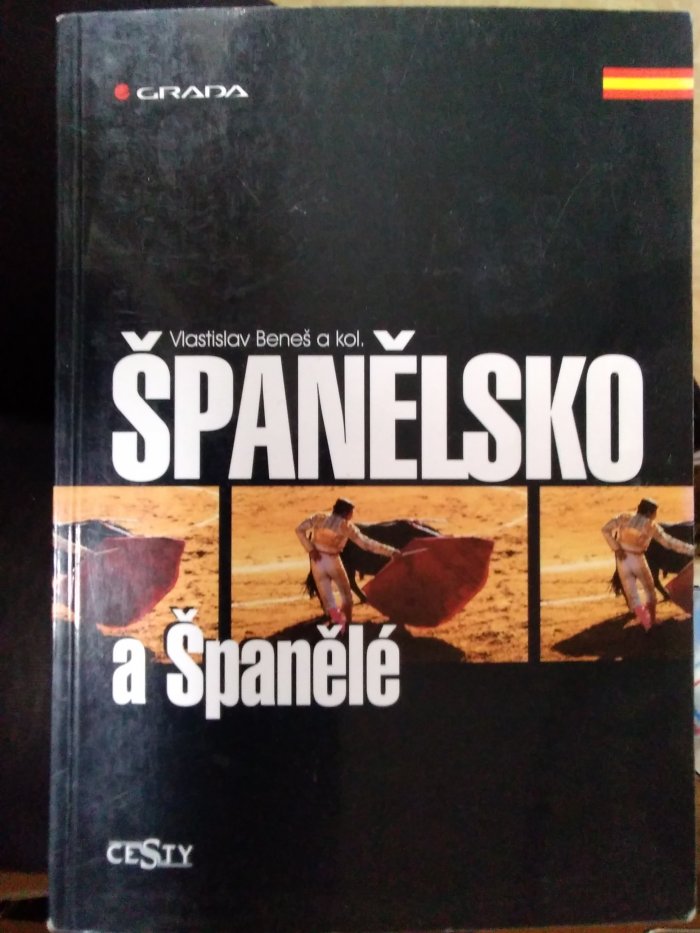 GRADA
Vlastislav Beneš a kol.
ŠPANĚLSKO
a Španělé
CESTY